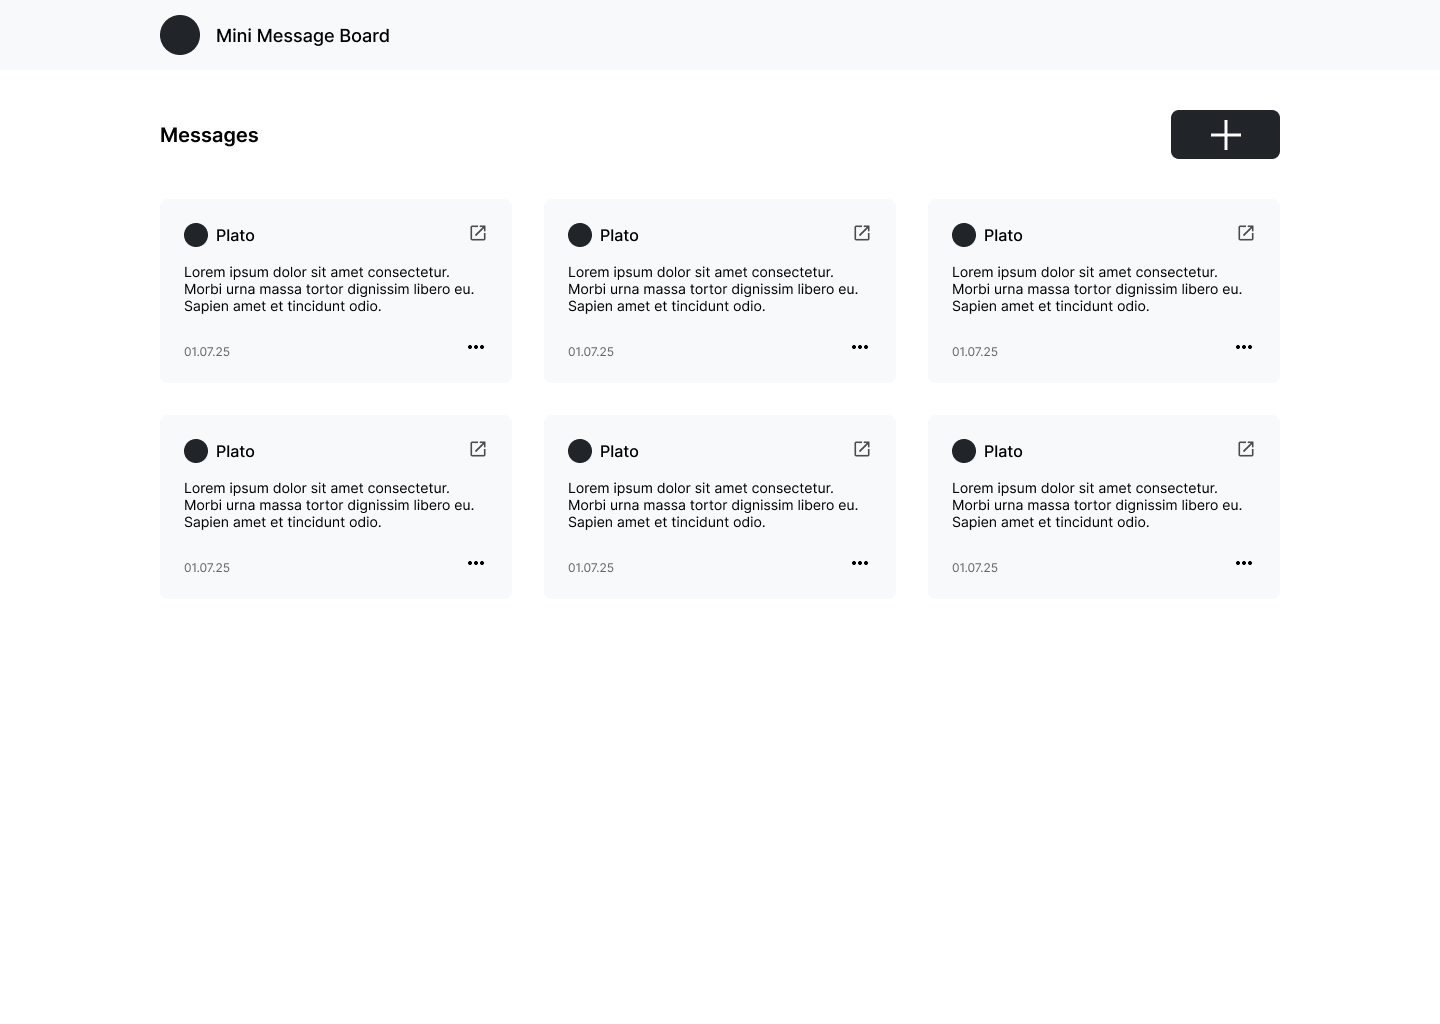 Mini Message Board
Messages
Plato
Lorem ipsum dolor sit amet consectetur.
Morbi urna massa tortor dignissim libero eu.
Sapien amet et tincidunt odio.
01.07.25
Plato
Lorem ipsum dolor sit amet consectetur.
Morbi urna massa tortor dignissim libero eu.
Sapien amet et tincidunt odio.
01.07.25
Plato
Lorem ipsum dolor sit amet consectetur.
Morbi urna massa tortor dignissim libero eu.
Sapien amet et tincidunt odio.
01.07.25
Plato
Lorem ipsum dolor sit amet consectetur.
Morbi urna massa tortor dignissim libero eu.
Sapien amet et tincidunt odio.
01.07.25
Plato
Lorem ipsum dolor sit amet consectetur.
Morbi urna massa tortor dignissim libero eu.
Sapien amet et tincidunt odio.
01.07.25
Plato
Lorem ipsum dolor sit amet consectetur.
Morbi urna massa tortor dignissim libero eu.
Sapien amet et tincidunt odio.
01.07.25